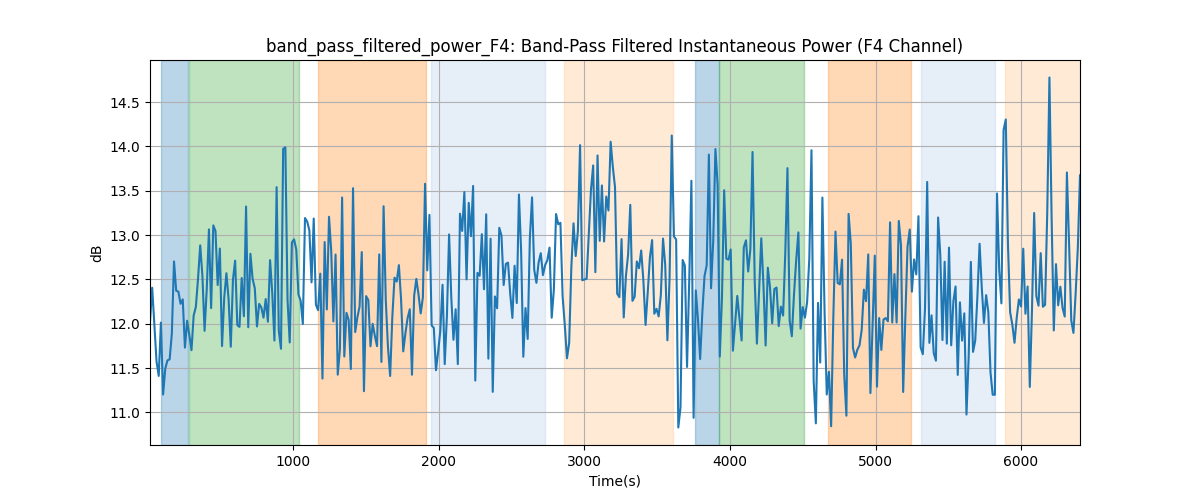 band_pass_filtered_power_F4: Band-Pass Filtered Instantaneous Power (F4 Channel)
14.5
14.0
13.5
13.0
12.5
12.0
11.5
11.0
dB
1000 2000 3000 4000 5000 6000
Time(s)